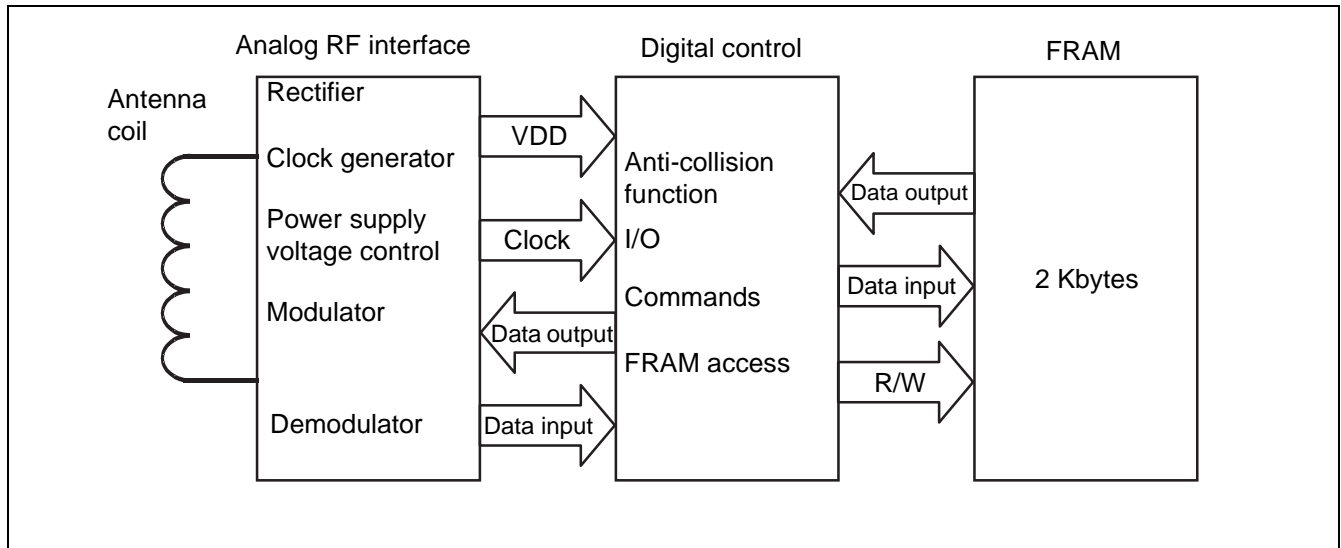 Analog RF interface
Digital control
FRAM
Antenna
coil
Rectifier
Clock generator
Power supply
voltage control
Modulator
Demodulator
VDD
Clock
Data output
Data input
Anti-collision
function
I/O
Commands
FRAM access
Data output
Data input
R/W
2 Kbytes